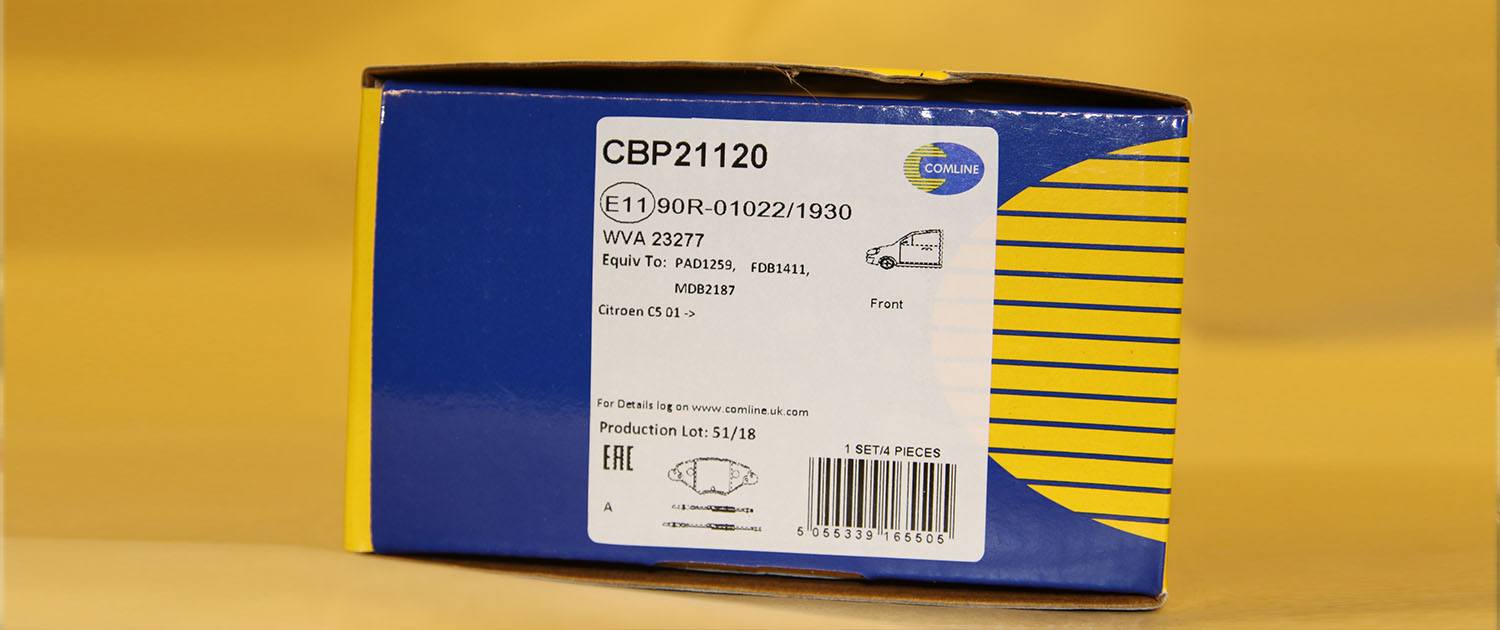 CBP21120
COMLINE
E11 90R-01022/1930
WVA 23277
Equiv To: PAD1259, FDB1411,
MDB2187
Front
Citroen C5 01 ->
For Details log on www.comline.uk.com
Production Lot: 51/18
EAC
1 SET/4 PIECES
A
5 055339 165505